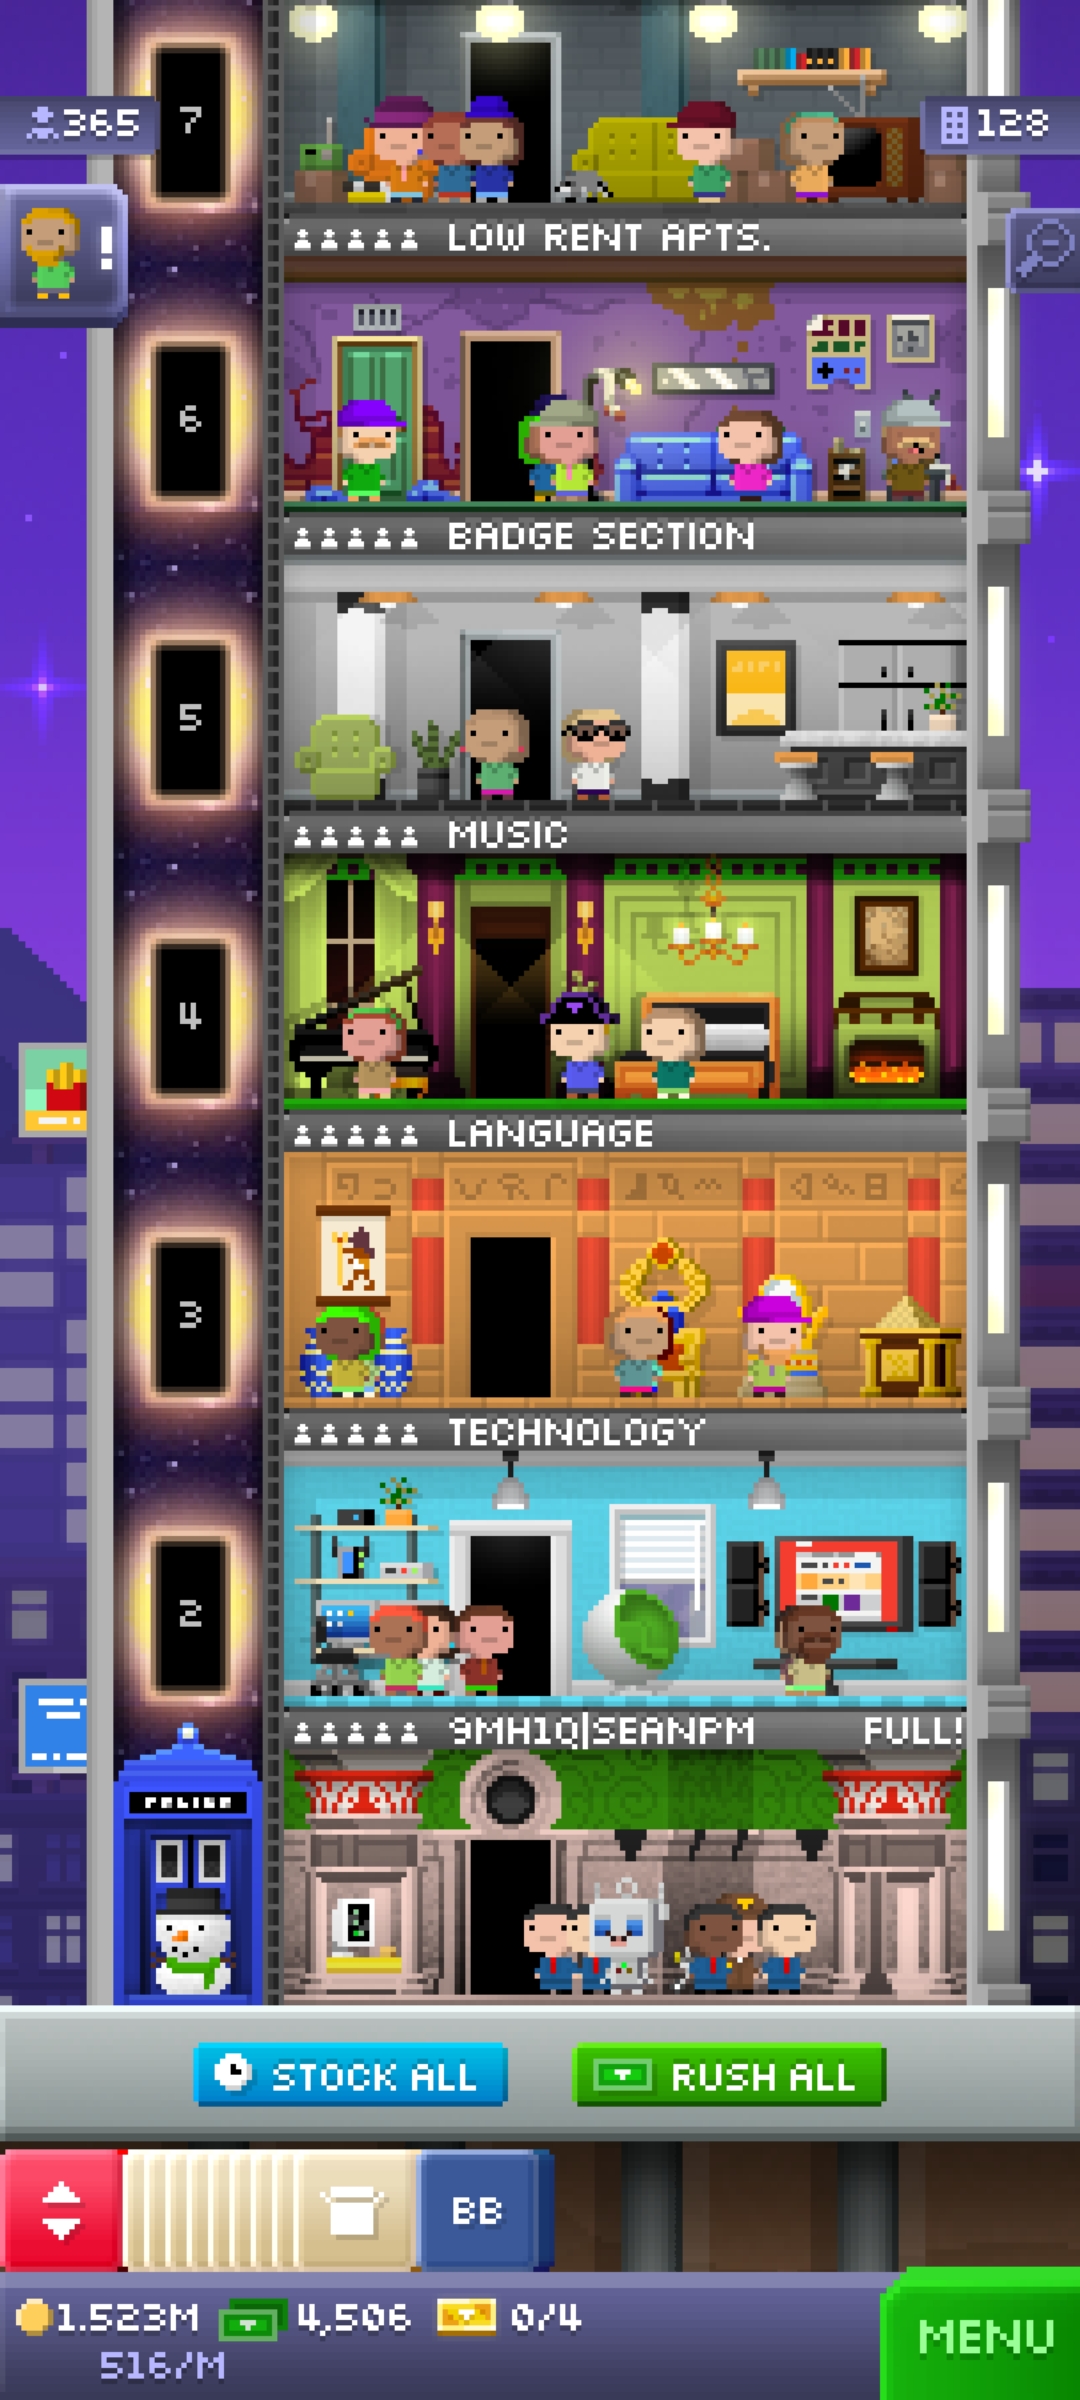 7
365
128
!
LOW RENT APTS.
6
BADGE SECTION
5
MUSIC
4
LANGUAGE
3
TECHNOLOGY
2
9MH1Q|SEANPM FULL!
POLICE
STOCK ALL
RUSH ALL
BB
1.523M 4,506 0/4
516/M
MENU